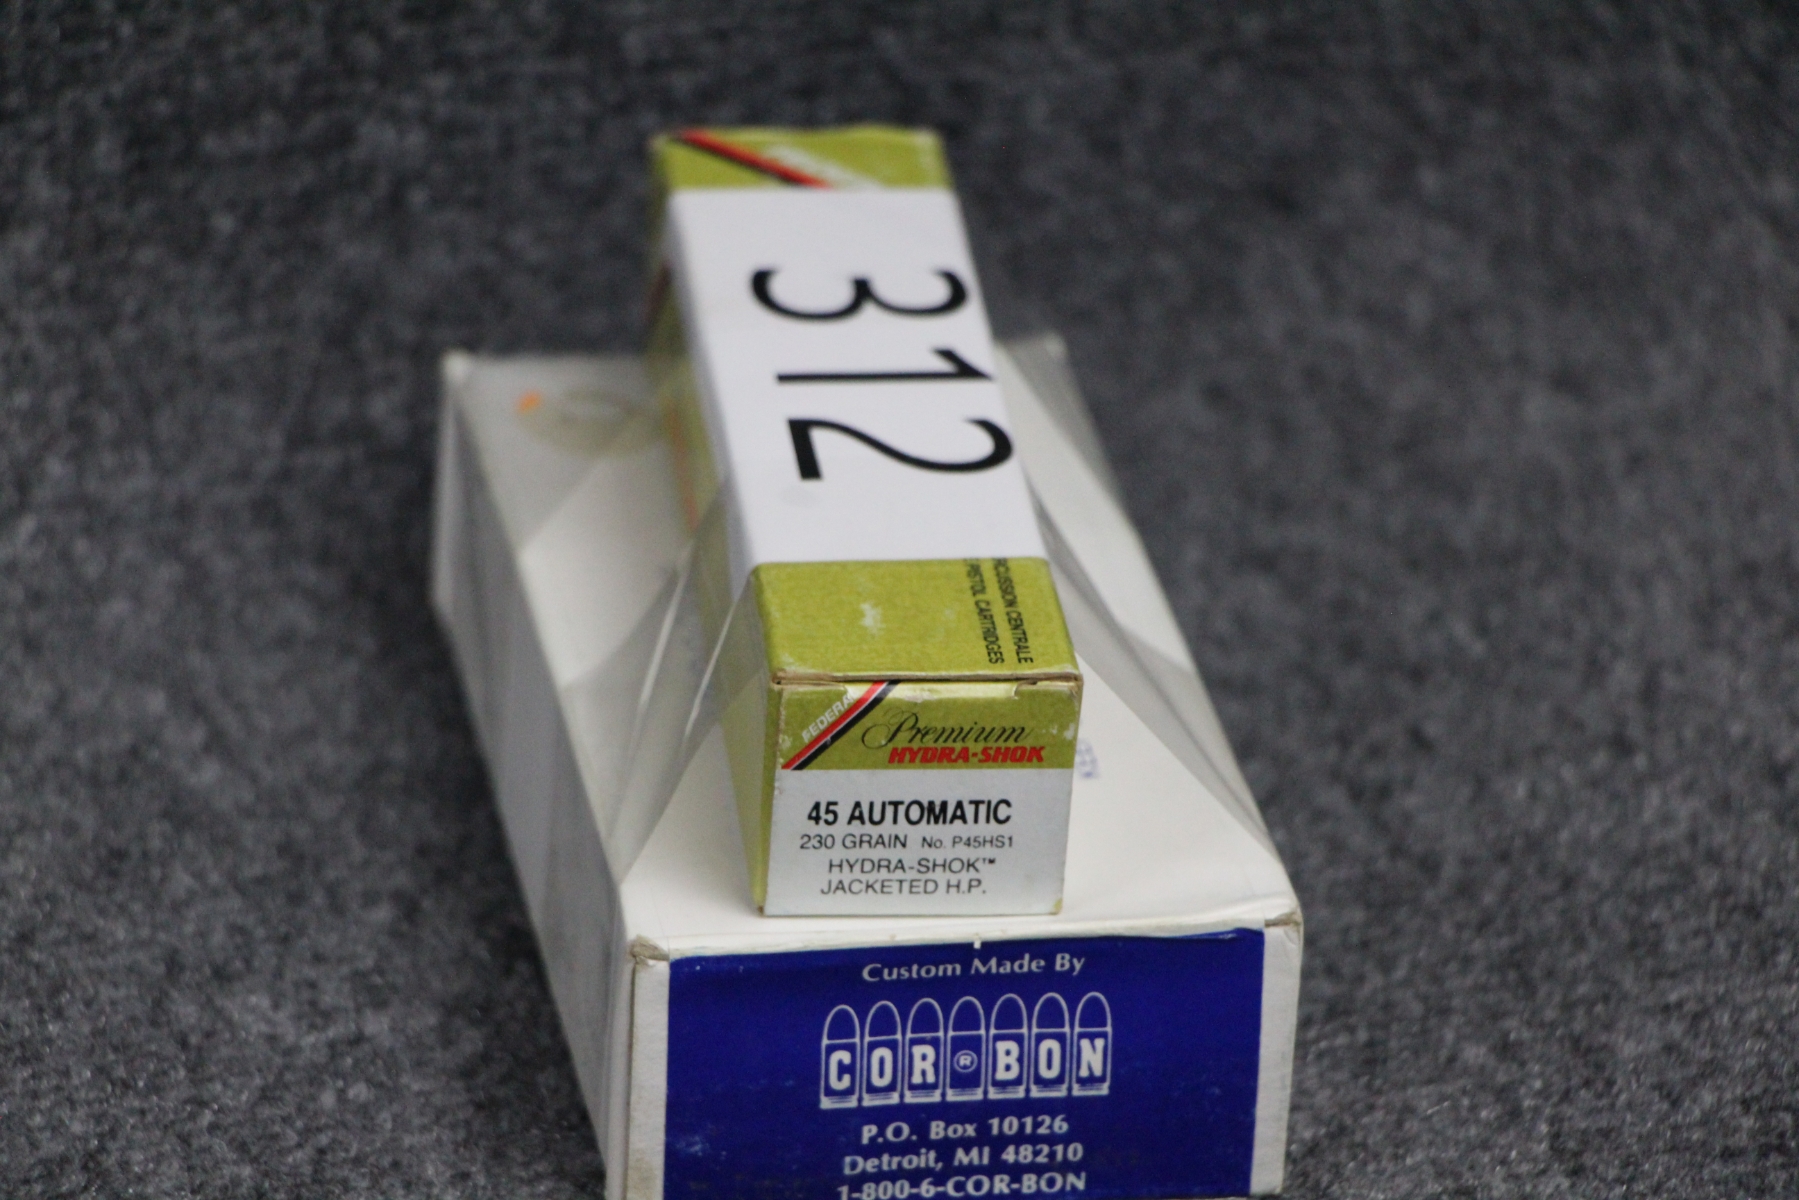 312
RCUSSION CENTRALE
PISTOL CARTRIDGES
FEDERAL
Premium
HYDRA-SHOK
45 AUTOMATIC
230 GRAIN No. P45HS1
HYDRA-SHOK™
JACKETED H.P.
Custom Made By
COR®BON
P.O. Box 10126
Detroit, MI 48210
1-800-6-COR-BON